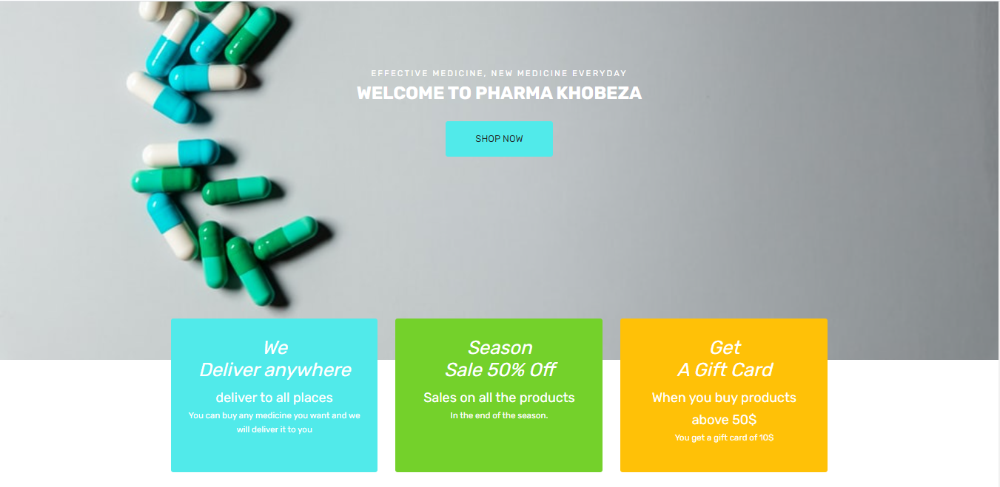 EFFECTIVE MEDICINE, NEW MEDICINE EVERYDAY
WELCOME TO PHARMA KHOBEZA
SHOP NOW
We
Deliver anywhere
deliver to all places
You can buy any medicine you want and we
will deliver it to you
Season
Sale 50% Off
Sales on all the products
In the end of the season.
Get
A Gift Card
When you buy products
above 50$
You get a gift card of 10$